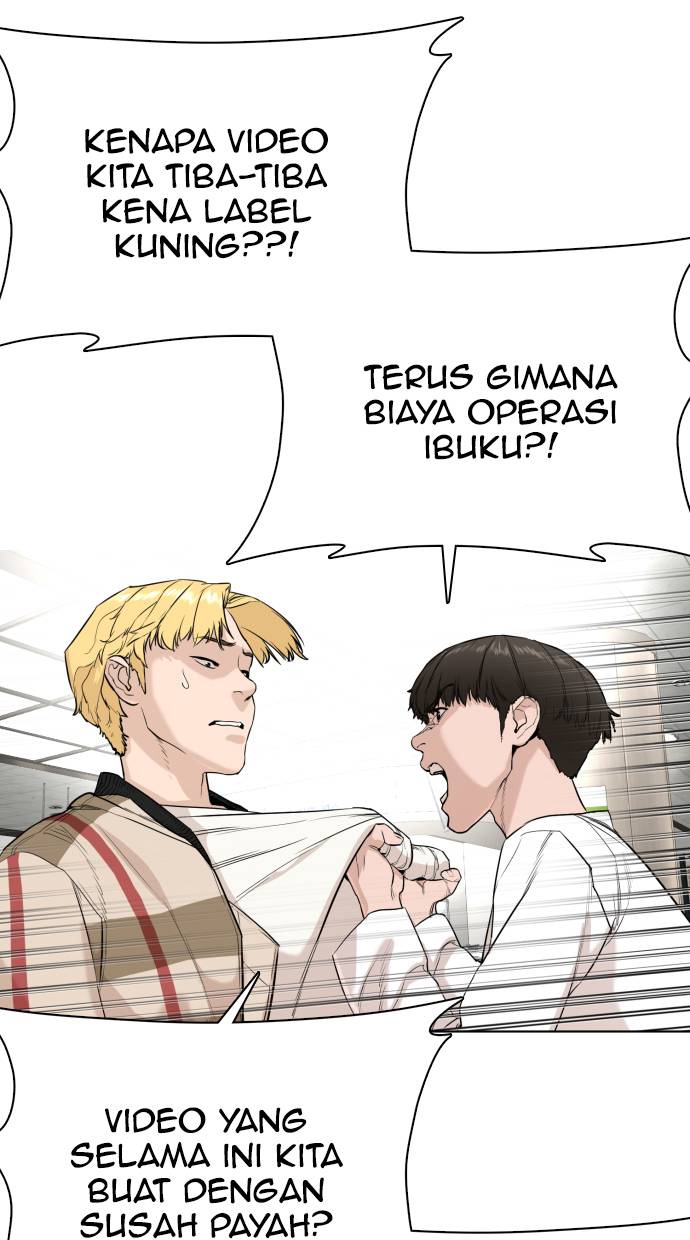 KENAPA VIDEO
KITA TIBA-TIBA
KENA LABEL
KUNING??!
TERUS GIMANA
BIAYA OPERASI
IBUKU?!
VIDEO YANG
SELAMA INI KITA
BUAT DENGAN
SUSAH PAYAH?